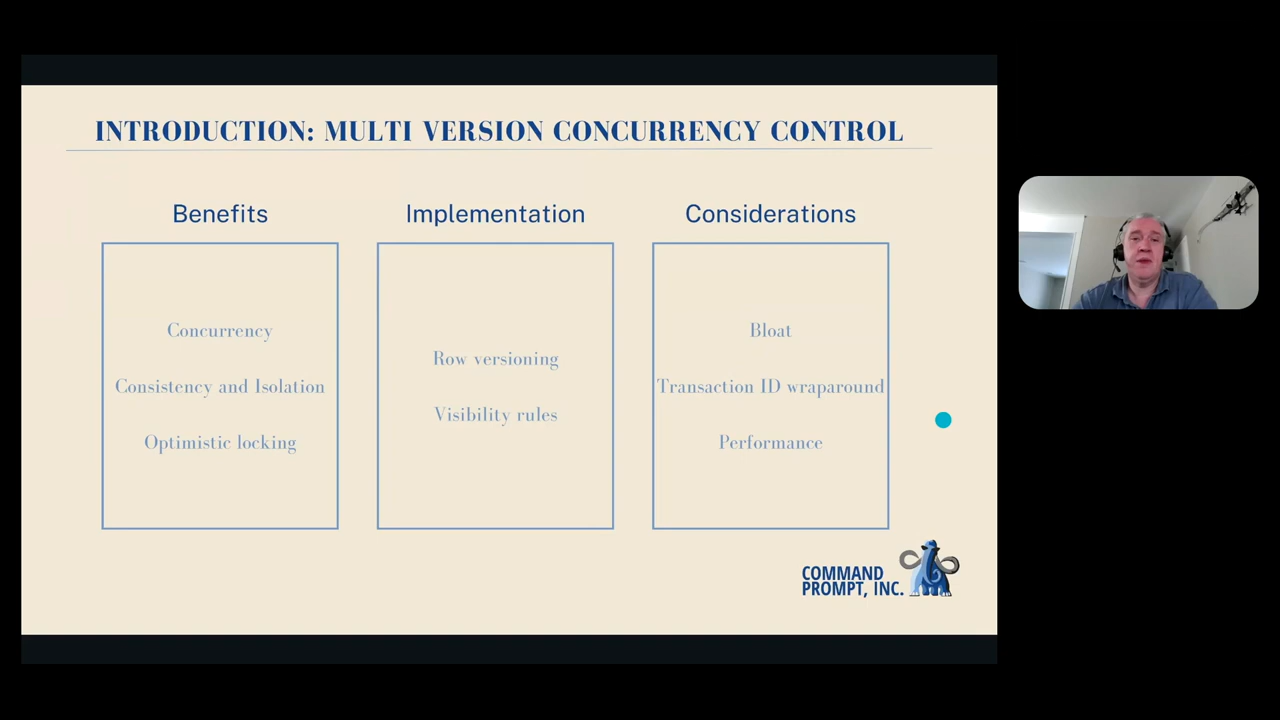 INTRODUCTION: MULTI VERSION CONCURRENCY CONTROL
Benefits
Concurrency
Consistency and Isolation
Optimistic locking
Implementation
Row versioning
Visibility rules
Considerations
Bloat
Transaction ID wraparound
Performance
COMMAND
PROMPT, INC.